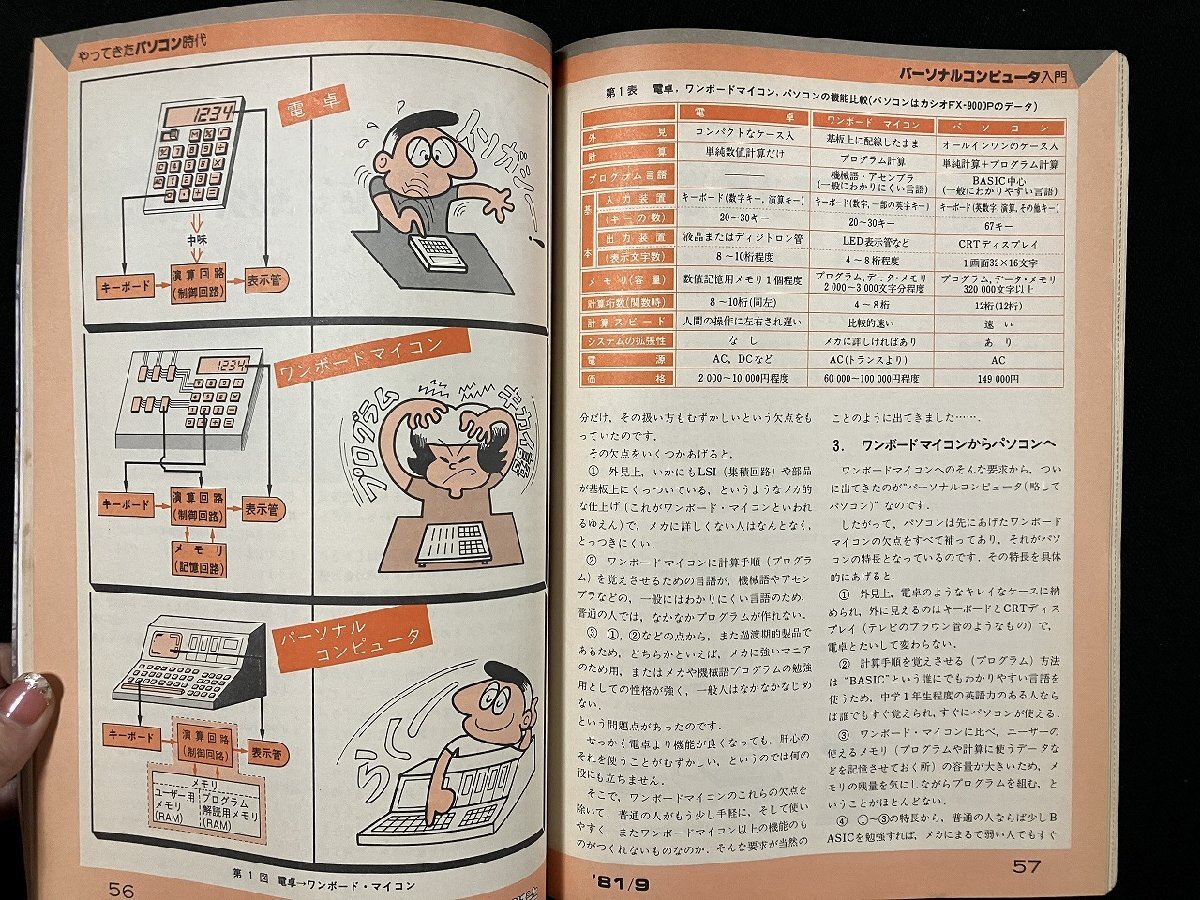 やってきたパソコン時代
電卓
1234
中味
キーボード
演算回路
(制御回路)
表示管
ワンボードマイコン
1234
プログラム
キカイ語
キーボード
演算回路
(制御回路)
表示管
メモリ
(記憶回路)
パーソナル
コンピュータ
キーボード
演算回路
(制御回路)
表示管
メモリ
ユーザー用
メモリ
(RAM)
プログラム
解読用メモリ
(RAM)
第1図 電卓→ワンボード・マイコン
56
パーソナルコンピュータ入門
第1表 電卓,ワンボードマイコン,パソコンの機能比較(パソコンはカシオFX-900)Pのデータ)
電卓 ワンボード マイコン パソコン
外見 コンパクトなケース入 基板上に配線したまま オールインワンのケース入
計算 単純数値計算だけ プログラム計算 単純計算+プログラム計算
プログラム言語 ——— 機械語・アセンブラ(一般にわかりにくい言語) BASIC中心(一般にわかりやすい言語)
基本
入力装置 キーボード(数字キー,演算キー) キーボード(数字,一部の英字キー) キーボード(英数字,演算,その他キー)
(キーの数) 20-30キー 20~30キー 67キー
出力装置 液晶またはディジトロン管 LED表示管など CRTディスプレイ
(表示文字数) 8~10桁程度 4~8桁程度 1画面32×16文字
メモリ(容量) 数値記憶用メモリ1個程度 プログラム,データ・メモリ 2 000~3 000文字分程度 プログラム,データ・メモリ 320 000文字以上
計算桁数(関数時) 8~10桁(同左) 4~8桁 12桁(12桁)
計算スピード 人間の操作に左右され遅い 比較的速い 速い
システムの拡張性 なし メカに詳しければあり あり
電源 AC, DCなど AC(トランスより) AC
価格 2 000~10 000円程度 60 000~100 000円程度 149 000円
分だけ,その扱い方もむずかしいという欠点をも
っていたのです.
その欠点をいくつかあげると,
① 外見上,いかにもLSI(集積回路)や部品
が基板上にくっついている,というようなメカ的
な仕上げ(これがワンボード・マイコンといわれ
るゆえん)で,メカに詳しくない人はなんとなく,
とっつきにくい.
② ワンボードマイコンに計算手順(プログラ
ム)を覚えさせるための言語が,機械語やアセン
ブラなどの,一般にはわかりにくい言語のため,
普通の人では,なかなかプログラムが作れない.
③ ①,②などの点から,また過渡期的製品で
あるため,どちらかといえば,メカに強いマニア
のため用,またはメカや機械語プログラムの勉強
用としての性格が強く,一般人はなかなかなじめ
ない.
という問題点があったのです.
せっかく電卓より機能が良くなっても,肝心の
それを使うことがむずかしい,というのでは何の
役にも立ちません.
そこで,ワンボードマイコンのこれらの欠点を
除いて,普通の人がもう少し手軽に,そして使い
やすく,またワンボードマイコン以上の機能のも
のがつくれないものなのか.そんな要求が当然の
ことのように出てきました……
3. ワンボードマイコンからパソコンへ
ワンボードマイコンへのそんな要求から,つい
に出てきたのが“パーソナルコンピュータ(略して
パソコン)”なのです.
したがって,パソコンは先にあげたワンボード
マイコンの欠点をすべて補ってあり,それがパソ
コンの特長となっているのです.その特長を具体
的にあげると
① 外見上,電卓のようなキレイなケースに納
められ,外に見えるのはキーボードとCRTディス
プレイ(テレビのブラウン管のようなもの)で,
電卓とたいして変わらない.
② 計算手順を覚えさせる(プログラム)方法
は“BASIC”という誰にでもわかりやすい言語を
使うため,中学1年生程度の英語力のある人なら
ば誰でもすぐ覚えられ,すぐにパソコンが使える.
③ ワンボード・マイコンに比べ,ユーザーの
使えるメモリ(プログラムや計算に使うデータな
どを記憶させておく所)の容量が大きいため,メ
モリの残量を気にしながらプログラムを組む,と
いうことがほとんどない.
④ ①~③の特長から,普通の人ならば少しB
ASICを勉強すれば,メカにまるで弱い人でもすぐ
'81/9
57